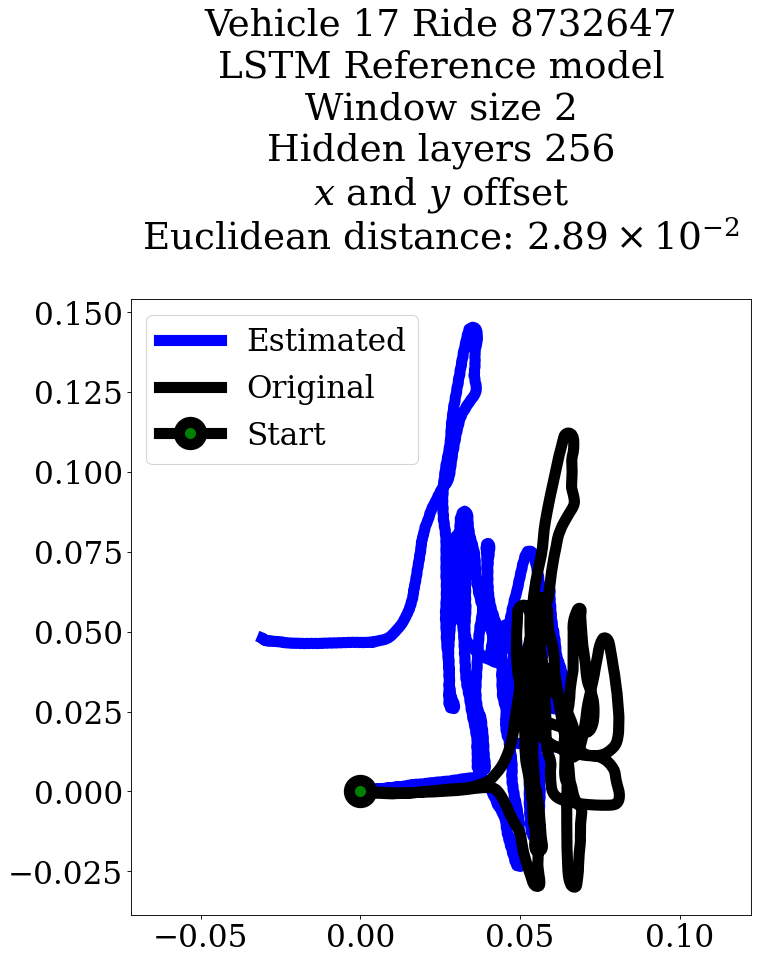 Vehicle 17 Ride 8732647
LSTM Reference model
Window size 2
Hidden layers 256
x and y offset
Euclidean distance: 2.89 × 10⁻²
0.150
0.125
0.100
0.075
0.050
0.025
0.000
−0.025
Estimated
Original
Start
−0.05
0.00
0.05
0.10